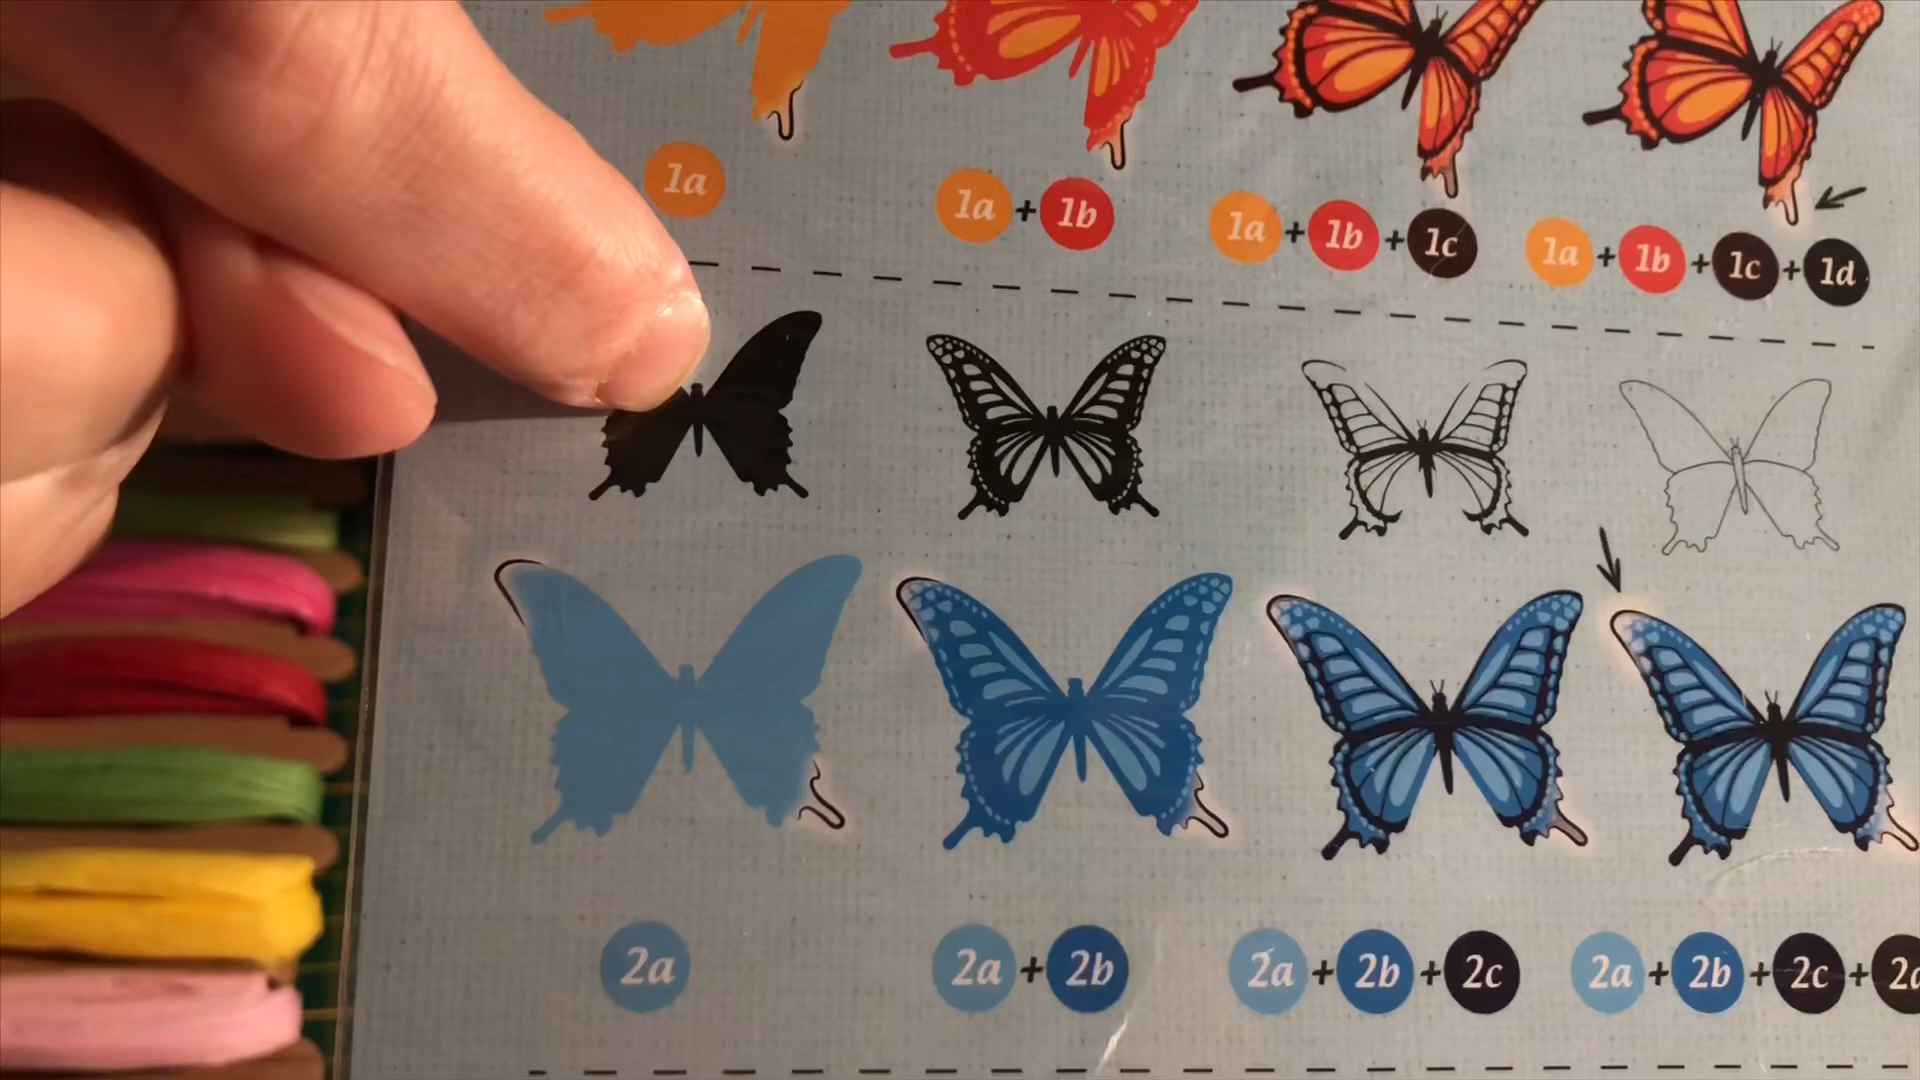 1a
1a + 1b
1a + 1b + 1c
1a + 1b + 1c + 1d
2a
2a + 2b
2a + 2b + 2c
2a + 2b + 2c +